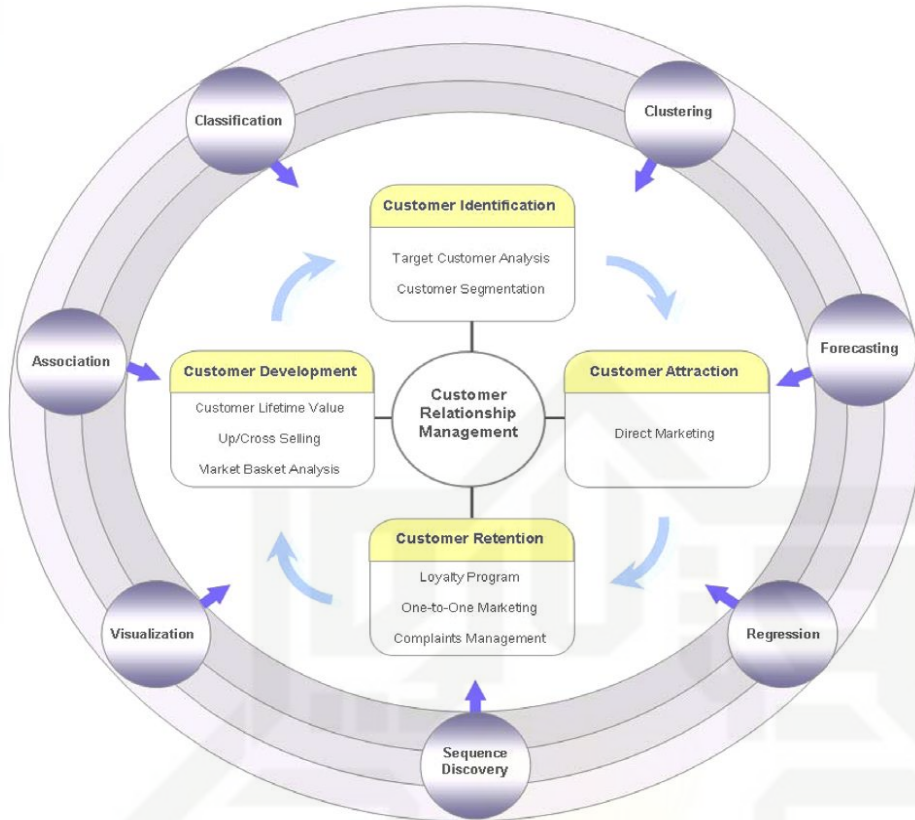 Classification
Clustering
Customer Identification
Target Customer Analysis
Customer Segmentation
Association
Forecasting
Customer Development
Customer Lifetime Value
Up/Cross Selling
Market Basket Analysis
Customer
Relationship
Management
Customer Attraction
Direct Marketing
Customer Retention
Loyalty Program
One-to-One Marketing
Complaints Management
Visualization
Regression
Sequence
Discovery